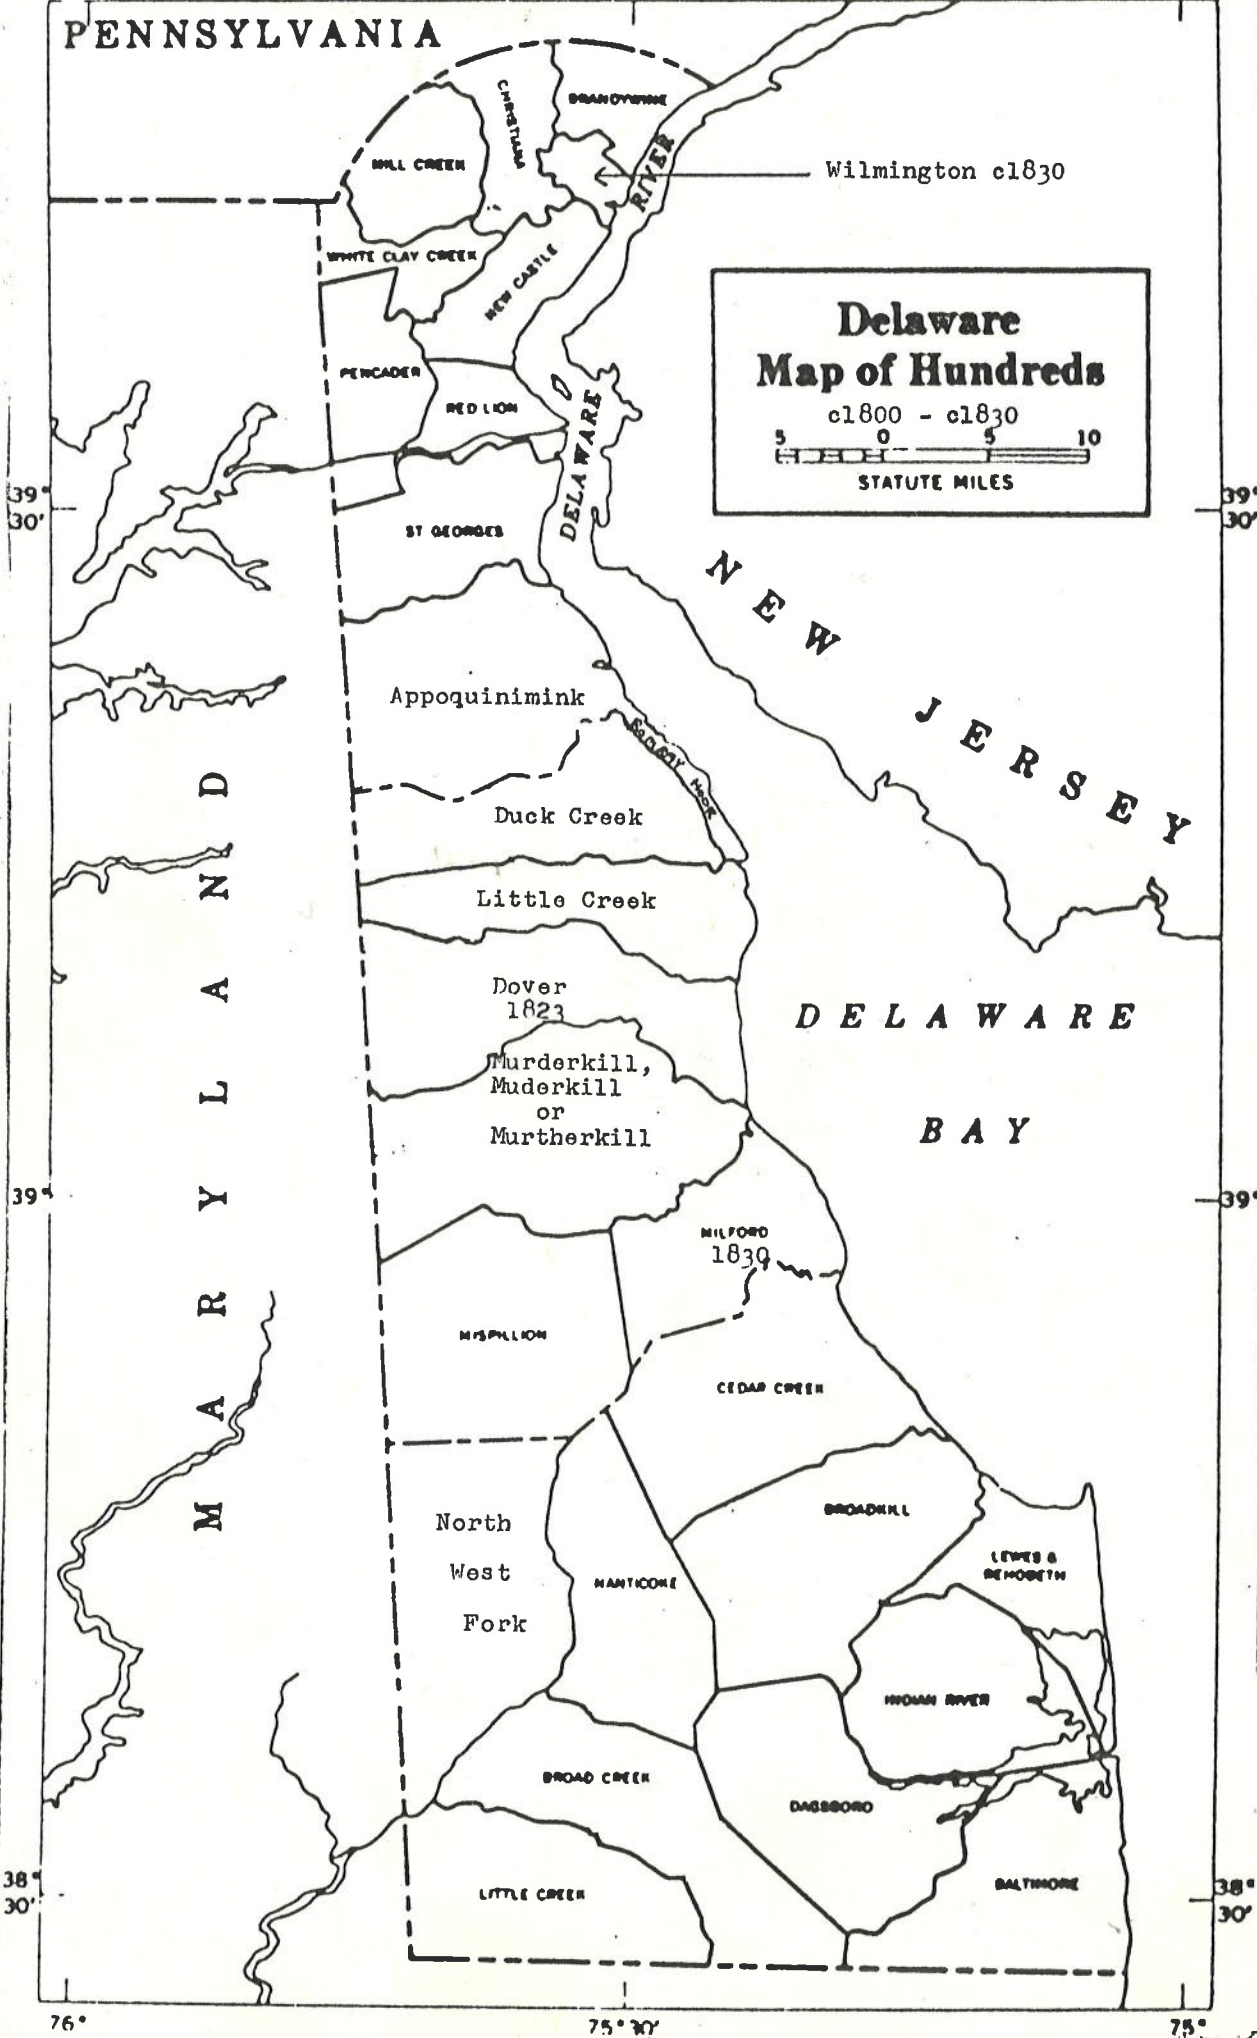 PENNSYLVANIA
BRANDYWINE
CHRISTIANA
MILL CREEK
RIVER
Wilmington c1830
WHITE CLAY CREEK
NEW CASTLE
Delaware
Map of Hundreds
c1800 - c1830
5 0 5 10
STATUTE MILES
PENCADER
RED LION
DELAWARE
39°
30'
39°
30'
ST GEORGES
NEW JERSEY
Appoquinimink
BOMBAY HOOK
MARYLAND
Duck Creek
Little Creek
Dover
1823
DELAWARE
BAY
Murderkill,
Muderkill
or
Murtherkill
39°
39°
MILFORD
1830
MISPILLION
CEDAR CREEK
BROADKILL
North
West
Fork
NANTICOKE
LEWES &
REHOBETH
INDIAN RIVER
BROAD CREEK
DAGSBORO
38°
30'
38°
30'
LITTLE CREEK
BALTIMORE
76°
75°30'
75°